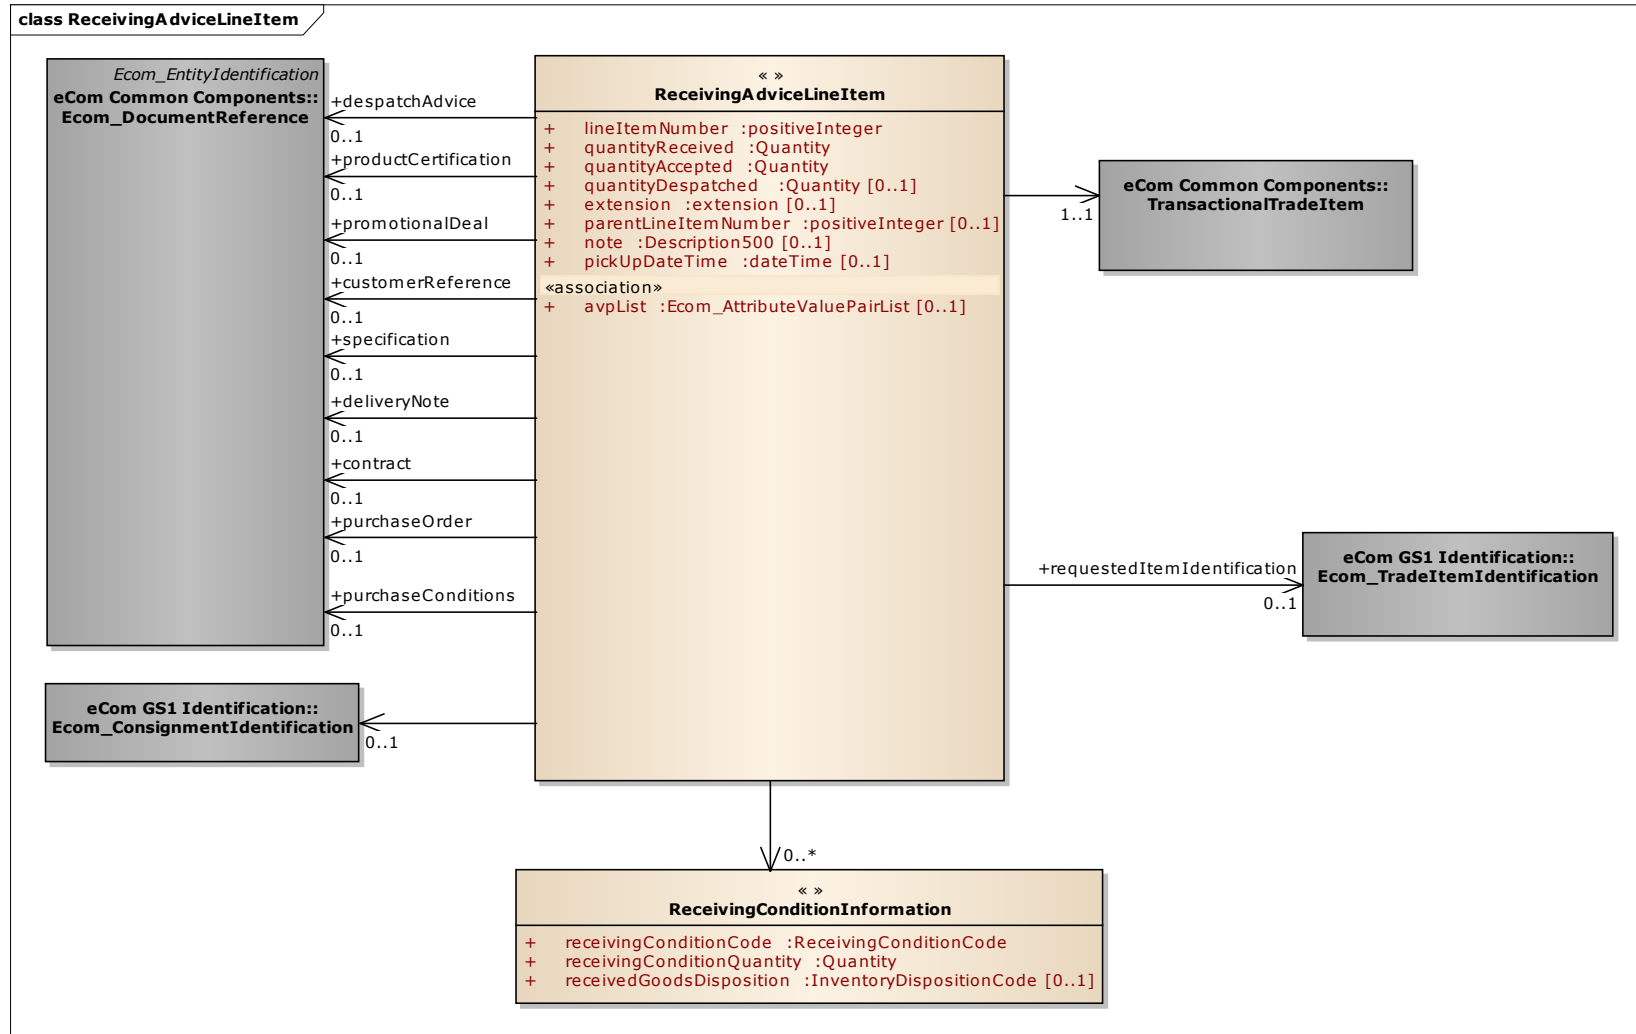 class ReceivingAdviceLineItem
Ecom_EntityIdentification
eCom Common Components::
Ecom_DocumentReference
+despatchAdvice
0..1
+productCertification
0..1
+promotionalDeal
0..1
+customerReference
0..1
+specification
0..1
+deliveryNote
0..1
+contract
0..1
+purchaseOrder
0..1
+purchaseConditions
0..1
eCom GS1 Identification::
Ecom_ConsignmentIdentification
0..1
« »
ReceivingAdviceLineItem
+ lineItemNumber :positiveInteger
+ quantityReceived :Quantity
+ quantityAccepted :Quantity
+ quantityDespatched :Quantity [0..1]
+ extension :extension [0..1]
+ parentLineItemNumber :positiveInteger [0..1]
+ note :Description500 [0..1]
+ pickUpDateTime :dateTime [0..1]
«association»
+ avpList :Ecom_AttributeValuePairList [0..1]
1..1
eCom Common Components::
TransactionalTradeItem
+requestedItemIdentification
0..1
eCom GS1 Identification::
Ecom_TradeItemIdentification
0..*
« »
ReceivingConditionInformation
+ receivingConditionCode :ReceivingConditionCode
+ receivingConditionQuantity :Quantity
+ receivedGoodsDisposition :InventoryDispositionCode [0..1]